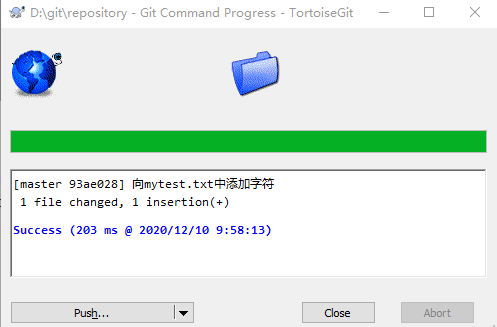 D:\git\repository - Git Command Progress - TortoiseGit
[master 93ae028] 向mytest.txt中添加字符
1 file changed, 1 insertion(+)
Success (203 ms @ 2020/12/10 9:58:13)
Push...
Close
Abort